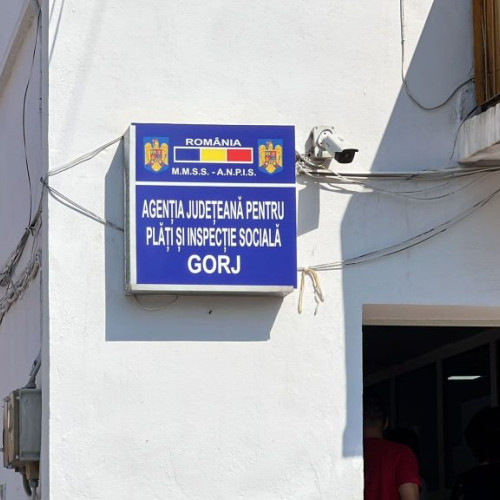 ROMÂNIA
M.M.S.S. - A.N.P.I.S.
AGENȚIA JUDEȚEANĂ PENTRU
PLĂȚI ȘI INSPECȚIE SOCIALĂ
GORJ